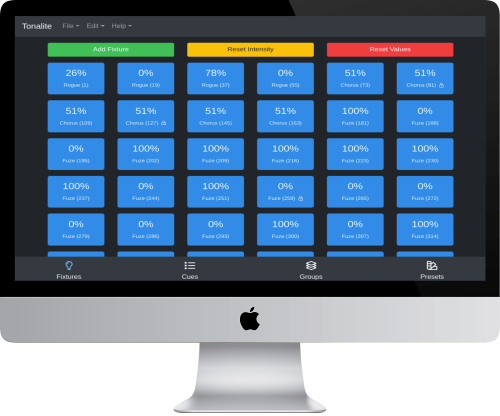 Tonalite File Edit Help
Add Fixture Reset Intensity Reset Values
26% 0% 78% 0% 51% 51%
Rogue (1) Rogue (19) Rogue (37) Rogue (55) Chorus (73) Chorus (91)
51% 51% 51% 51% 100% 0%
Chorus (109) Chorus (127) Chorus (145) Chorus (163) Fuze (181) Fuze (188)
0% 100% 100% 100% 100% 100%
Fuze (195) Fuze (202) Fuze (209) Fuze (216) Fuze (223) Fuze (230)
100% 0% 100% 0% 0% 0%
Fuze (237) Fuze (244) Fuze (251) Fuze (258) Fuze (265) Fuze (272)
0% 0% 0% 100% 0% 100%
Fuze (279) Fuze (286) Fuze (293) Fuze (300) Fuze (307) Fuze (314)
Fixtures Cues Groups Presets